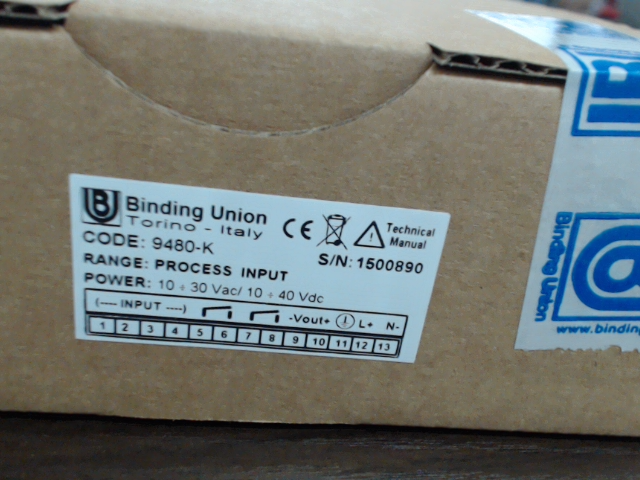 Binding Union
Torino - Italy
CE
Technical
Manual
CODE: 9480-K
S/N: 1500890
RANGE: PROCESS INPUT
POWER: 10 ÷ 30 Vac/ 10 ÷ 40 Vdc
(---- INPUT ----) -Vout+ L+ N-
1 2 3 4 5 6 7 8 9 10 11 12 13
Binding Union
www.binding